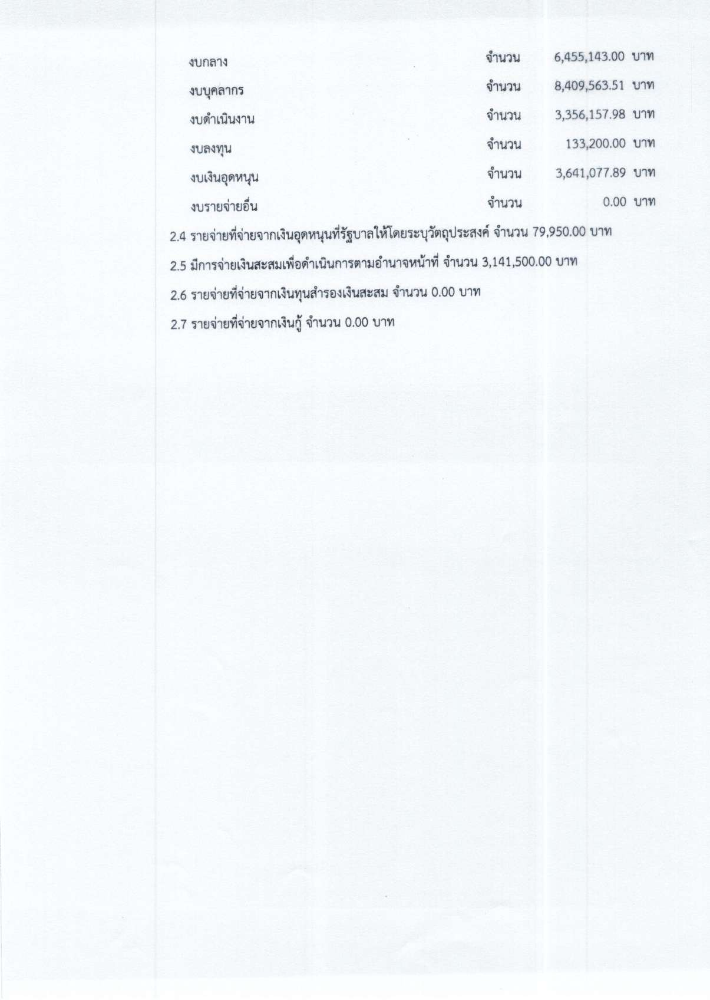 งบกลาง จำนวน 6,455,143.00 บาท
งบบุคลากร จำนวน 8,409,563.51 บาท
งบดำเนินงาน จำนวน 3,356,157.98 บาท
งบลงทุน จำนวน 133,200.00 บาท
งบเงินอุดหนุน จำนวน 3,641,077.89 บาท
งบรายจ่ายอื่น จำนวน 0.00 บาท
2.4 รายจ่ายที่จ่ายจากเงินอุดหนุนที่รัฐบาลให้โดยระบุวัตถุประสงค์ จำนวน 79,950.00 บาท
2.5 มีการจ่ายเงินสะสมเพื่อดำเนินการตามอำนาจหน้าที่ จำนวน 3,141,500.00 บาท
2.6 รายจ่ายที่จ่ายจากเงินทุนสำรองเงินสะสม จำนวน 0.00 บาท
2.7 รายจ่ายที่จ่ายจากเงินกู้ จำนวน 0.00 บาท